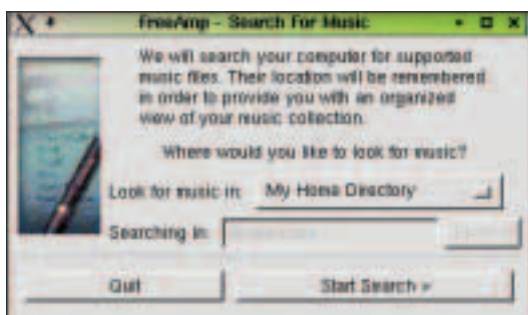 FreeAmp - Search For Music
We will search your computer for supported
music files. Their location will be remembered
in order to provide you with an organized
view of your music collection.
Where would you like to look for music?
Look for music in: My Home Directory
Searching in:
Quit Start Search >